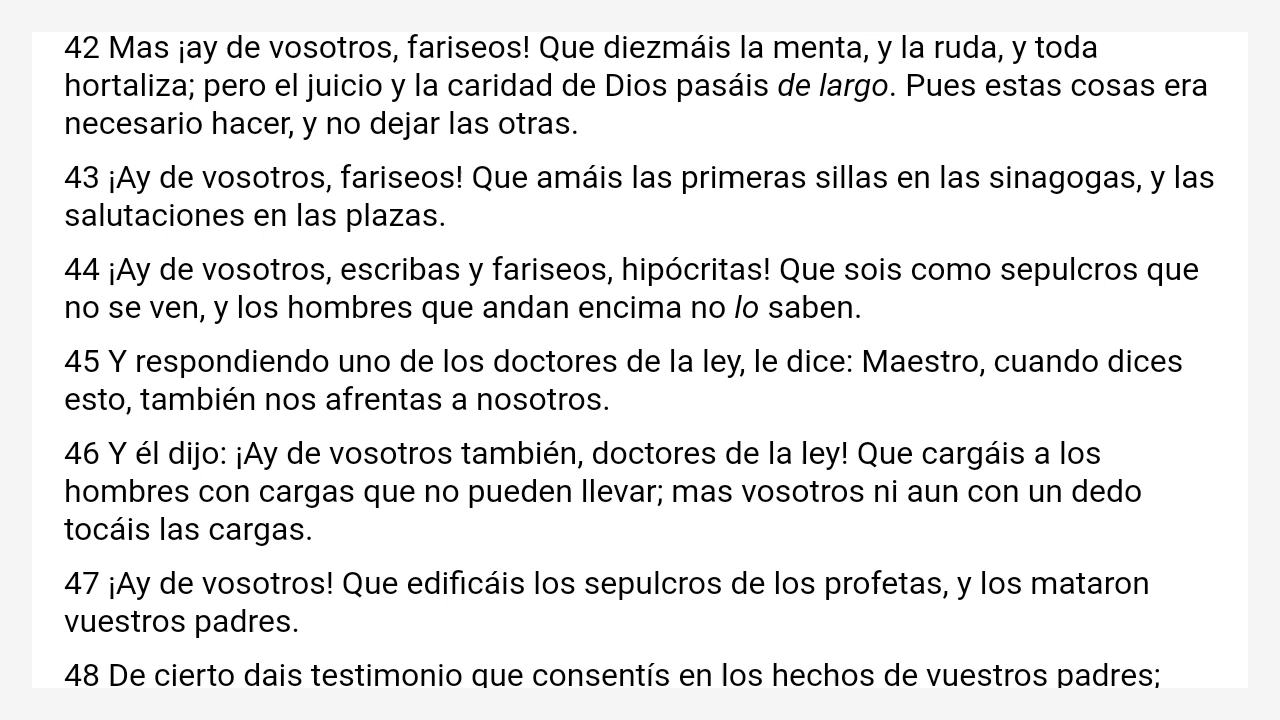 42 Mas ¡ay de vosotros, fariseos! Que diezmáis la menta, y la ruda, y toda
hortaliza; pero el juicio y la caridad de Dios pasáis de largo. Pues estas cosas era
necesario hacer, y no dejar las otras.
43 ¡Ay de vosotros, fariseos! Que amáis las primeras sillas en las sinagogas, y las
salutaciones en las plazas.
44 ¡Ay de vosotros, escribas y fariseos, hipócritas! Que sois como sepulcros que
no se ven, y los hombres que andan encima no lo saben.
45 Y respondiendo uno de los doctores de la ley, le dice: Maestro, cuando dices
esto, también nos afrentas a nosotros.
46 Y él dijo: ¡Ay de vosotros también, doctores de la ley! Que cargáis a los
hombres con cargas que no pueden llevar; mas vosotros ni aun con un dedo
tocáis las cargas.
47 ¡Ay de vosotros! Que edificáis los sepulcros de los profetas, y los mataron
vuestros padres.
48 De cierto dais testimonio que consentís en los hechos de vuestros padres;